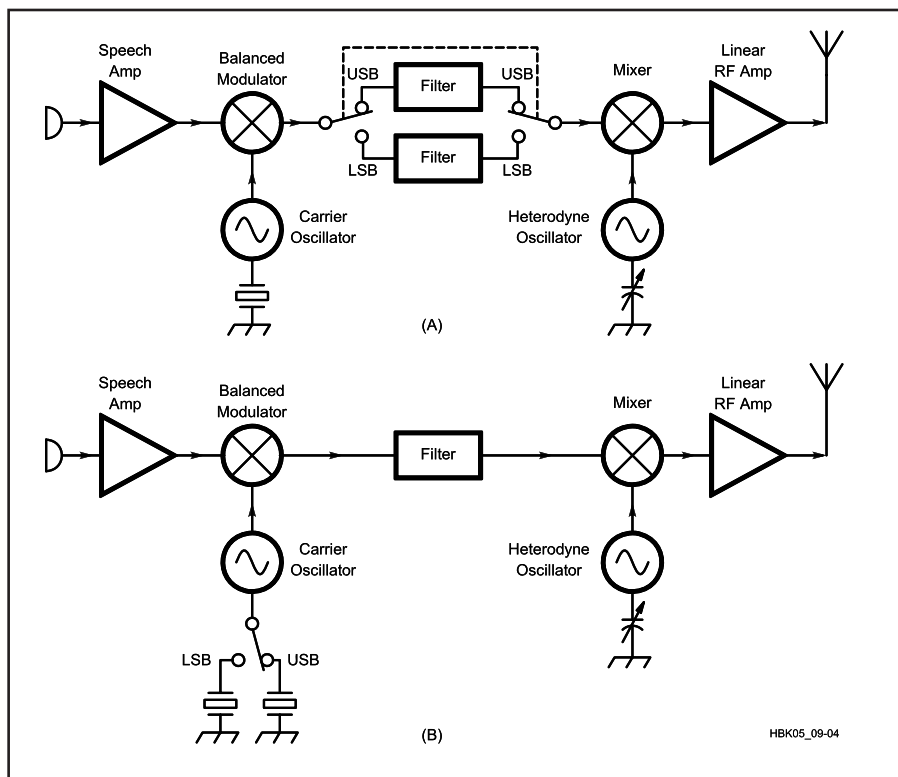 Speech
Amp
Balanced
Modulator
USB
Filter
USB
Mixer
Linear
RF Amp
LSB
Filter
LSB
Carrier
Oscillator
Heterodyne
Oscillator
(A)
Speech
Amp
Balanced
Modulator
Filter
Mixer
Linear
RF Amp
Carrier
Oscillator
Heterodyne
Oscillator
LSB
USB
(B)
HBK05_09-04